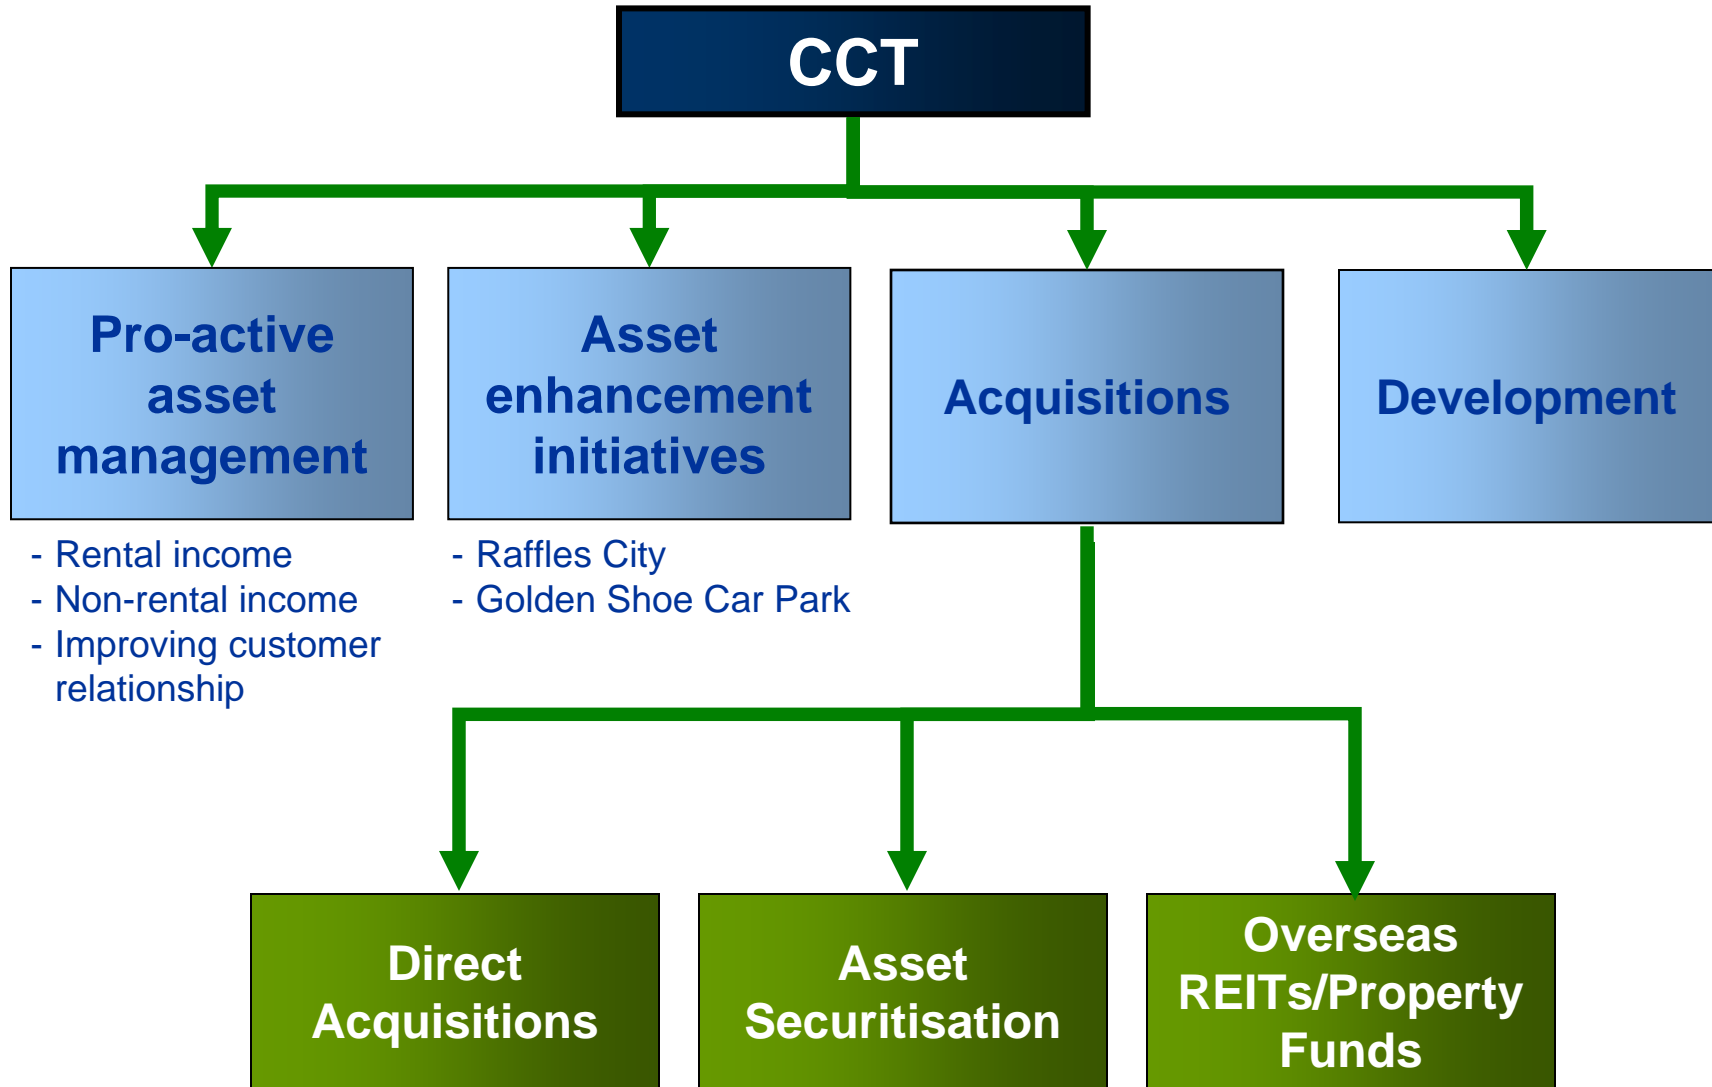 CCT
Pro-active
asset
management
Asset
enhancement
initiatives
Acquisitions
Development
- Rental income
- Non-rental income
- Improving customer
relationship
- Raffles City
- Golden Shoe Car Park
Direct
Acquisitions
Asset
Securitisation
Overseas
REITs/Property
Funds